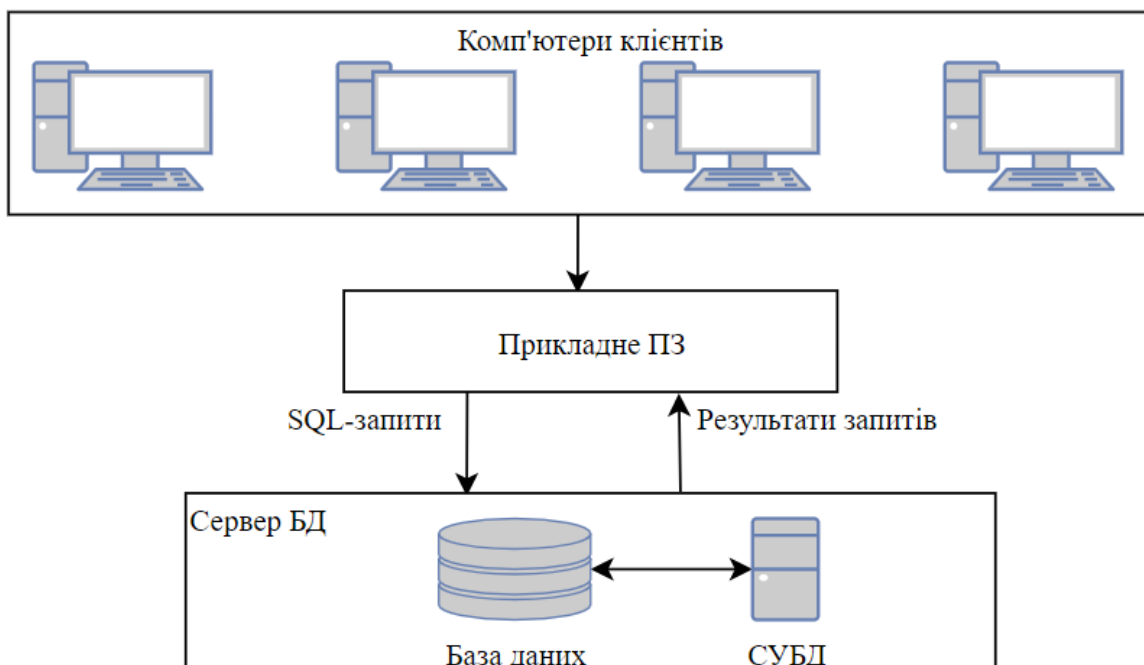 Комп'ютери клієнтів
Прикладне ПЗ
SQL-запити
Результати запитів
Сервер БД
База даних
СУБД